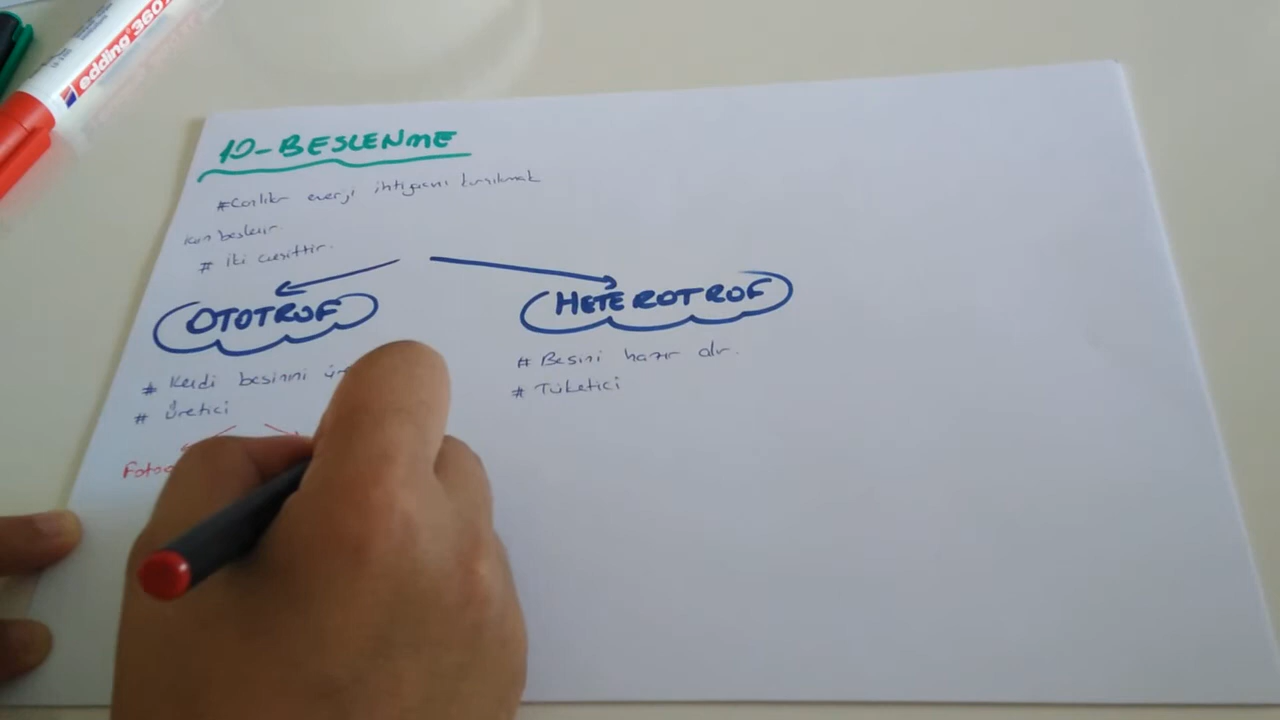 edding 360
10-BESLENME
#Canlılar enerji ihtiyacını karşılamak
için beslenir.
# İki çeşittir.
OTOTROF
HETEROTROF
# Kendi besinini
# Besini hazır alır.
# Üretici
# Tüketici